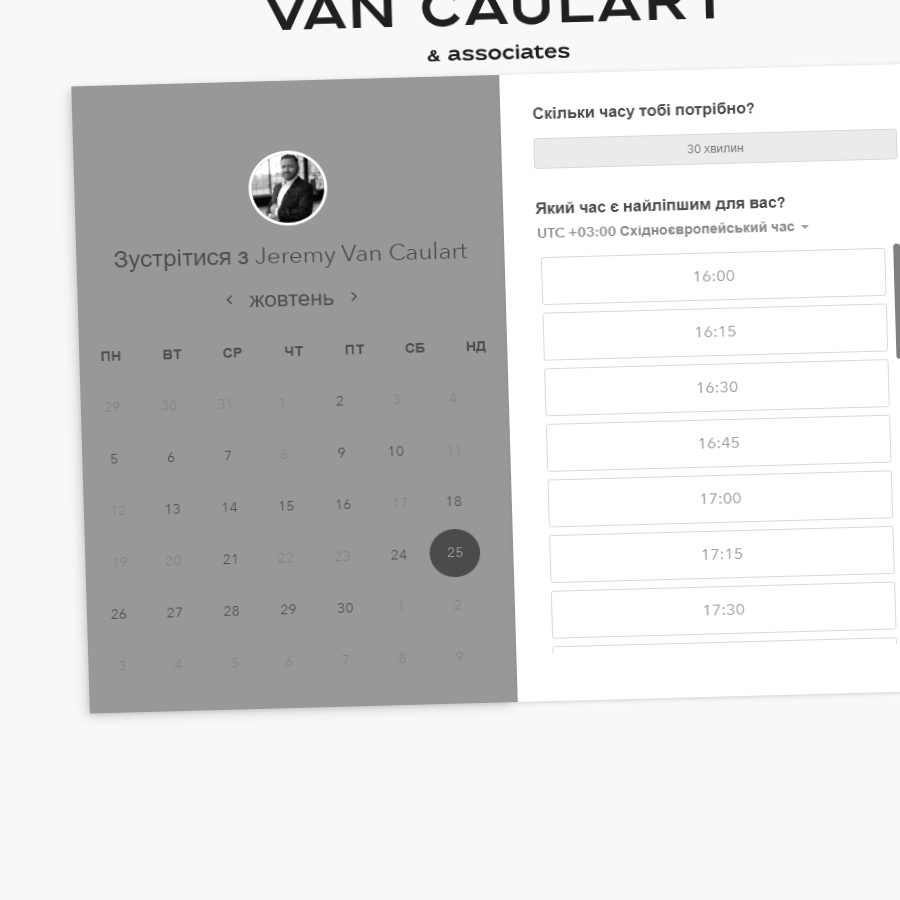 VAN CAULART
& associates
Зустрітися з Jeremy Van Caulart
‹ жовтень ›
ПН ВТ СР ЧТ ПТ СБ НД
29 30 31 1 2 3 4
5 6 7 8 9 10 11
12 13 14 15 16 17 18
19 20 21 22 23 24 25
26 27 28 29 30 1 2
3 4 5 6 7 8 9
Скільки часу тобі потрібно?
30 хвилин
Який час є найліпшим для вас?
UTC +03:00 Східноєвропейський час
16:00
16:15
16:30
16:45
17:00
17:15
17:30